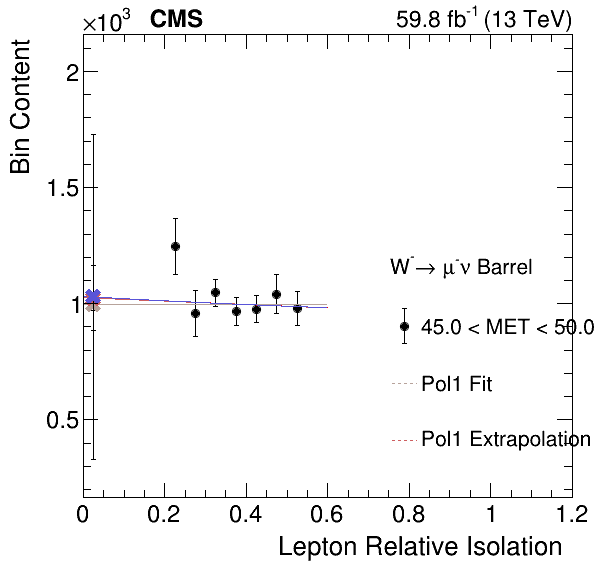 ×10³ CMS 59.8 fb⁻¹ (13 TeV)
Bin Content
2
1.5
1
0.5
W⁻→ μ⁻ν Barrel
45.0 < MET < 50.0
Pol1 Fit
Pol1 Extrapolation
0 0.2 0.4 0.6 0.8 1 1.2
Lepton Relative Isolation